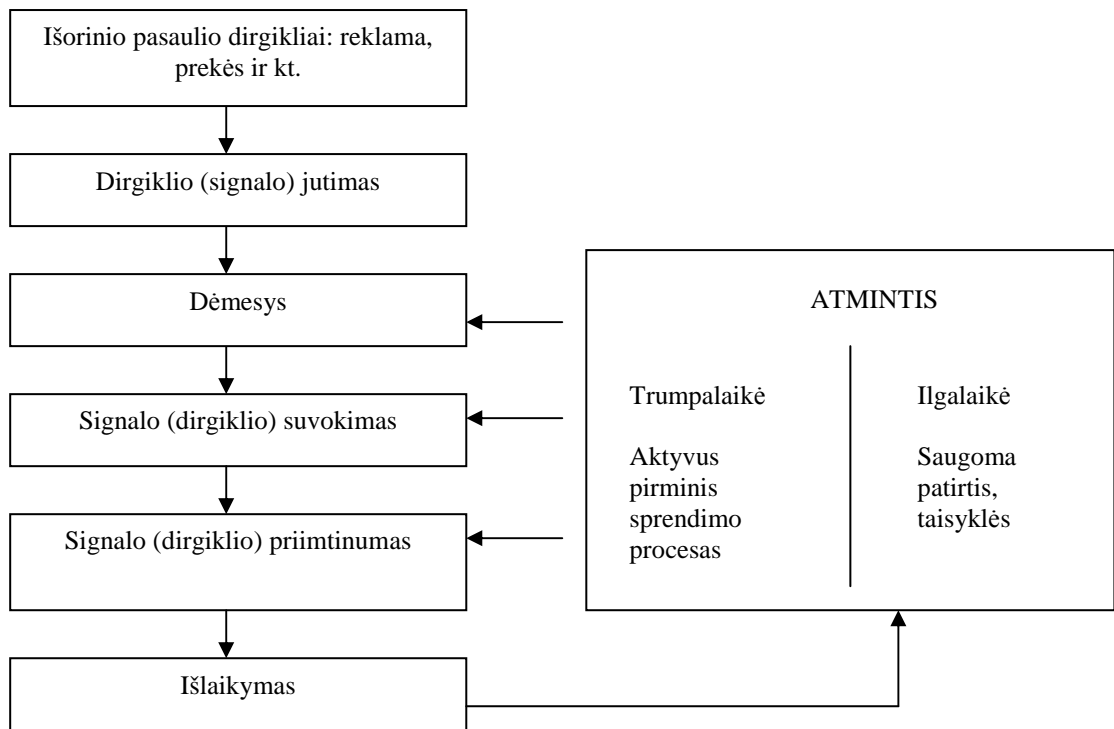 Išorinio pasaulio dirgikliai: reklama,
prekės ir kt.
Dirgiklio (signalo) jutimas
Dėmesys
Signalo (dirgiklio) suvokimas
Signalo (dirgiklio) priimtinumas
Išlaikymas
ATMINTIS
Trumpalaikė
Aktyvus
pirminis
sprendimo
procesas
Ilgalaikė
Saugoma
patirtis,
taisyklės